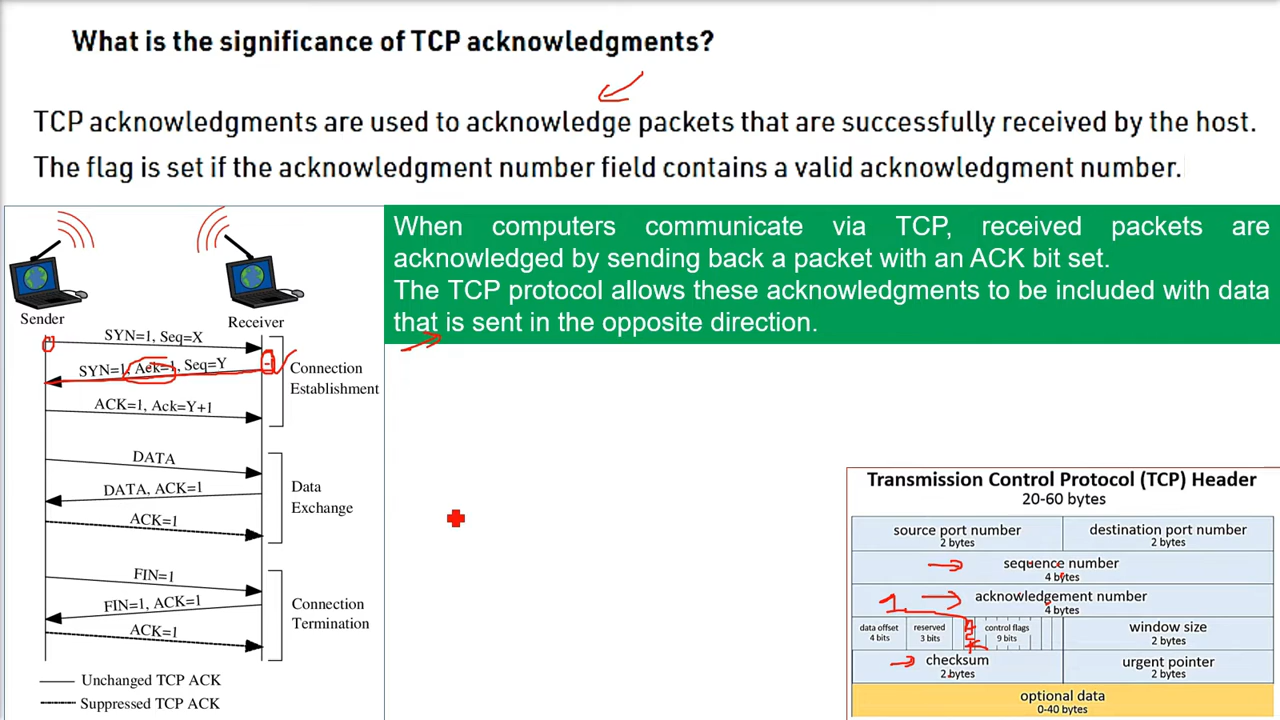 What is the significance of TCP acknowledgments?
TCP acknowledgments are used to acknowledge packets that are successfully received by the host.
The flag is set if the acknowledgment number field contains a valid acknowledgment number.
When computers communicate via TCP, received packets are
acknowledged by sending back a packet with an ACK bit set.
The TCP protocol allows these acknowledgments to be included with data
that is sent in the opposite direction.
Sender
Receiver
SYN=1, Seq=X
SYN=1, Ack=1, Seq=Y
ACK=1, Ack=Y+1
Connection
Establishment
DATA
DATA, ACK=1
ACK=1
Data
Exchange
FIN=1
FIN=1, ACK=1
ACK=1
Connection
Termination
Unchanged TCP ACK
Suppressed TCP ACK
Transmission Control Protocol (TCP) Header
20-60 bytes
source port number
2 bytes
destination port number
2 bytes
sequence number
4 bytes
1
acknowledgement number
4 bytes
data offset
4 bits
reserved
3 bits
control flags
9 bits
window size
2 bytes
checksum
2 bytes
urgent pointer
2 bytes
optional data
0-40 bytes